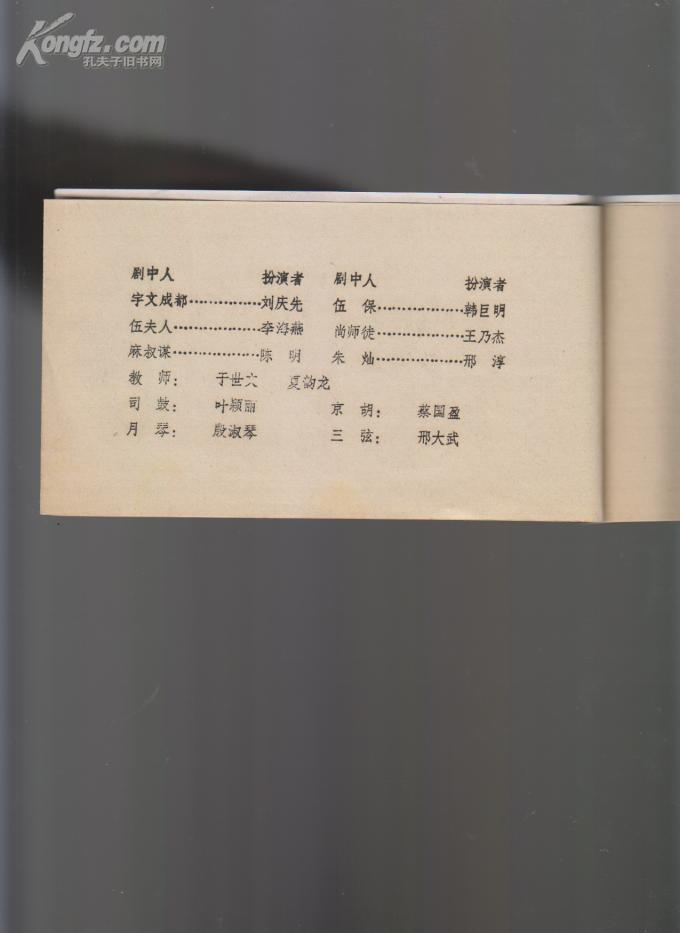 Kongfz.com
孔夫子旧书网
剧中人 扮演者 剧中人 扮演者
宇文成都……………刘庆先 伍 保……………韩巨明
伍夫人……………李海燕 尚师徒……………王乃杰
麻叔谋……………陈 明 朱 灿……………邢 淳
教 师： 于世文 夏韵龙
司 鼓： 叶颖丽 京 胡： 蔡国盈
月 琴： 殷淑琴 三 弦： 邢大武